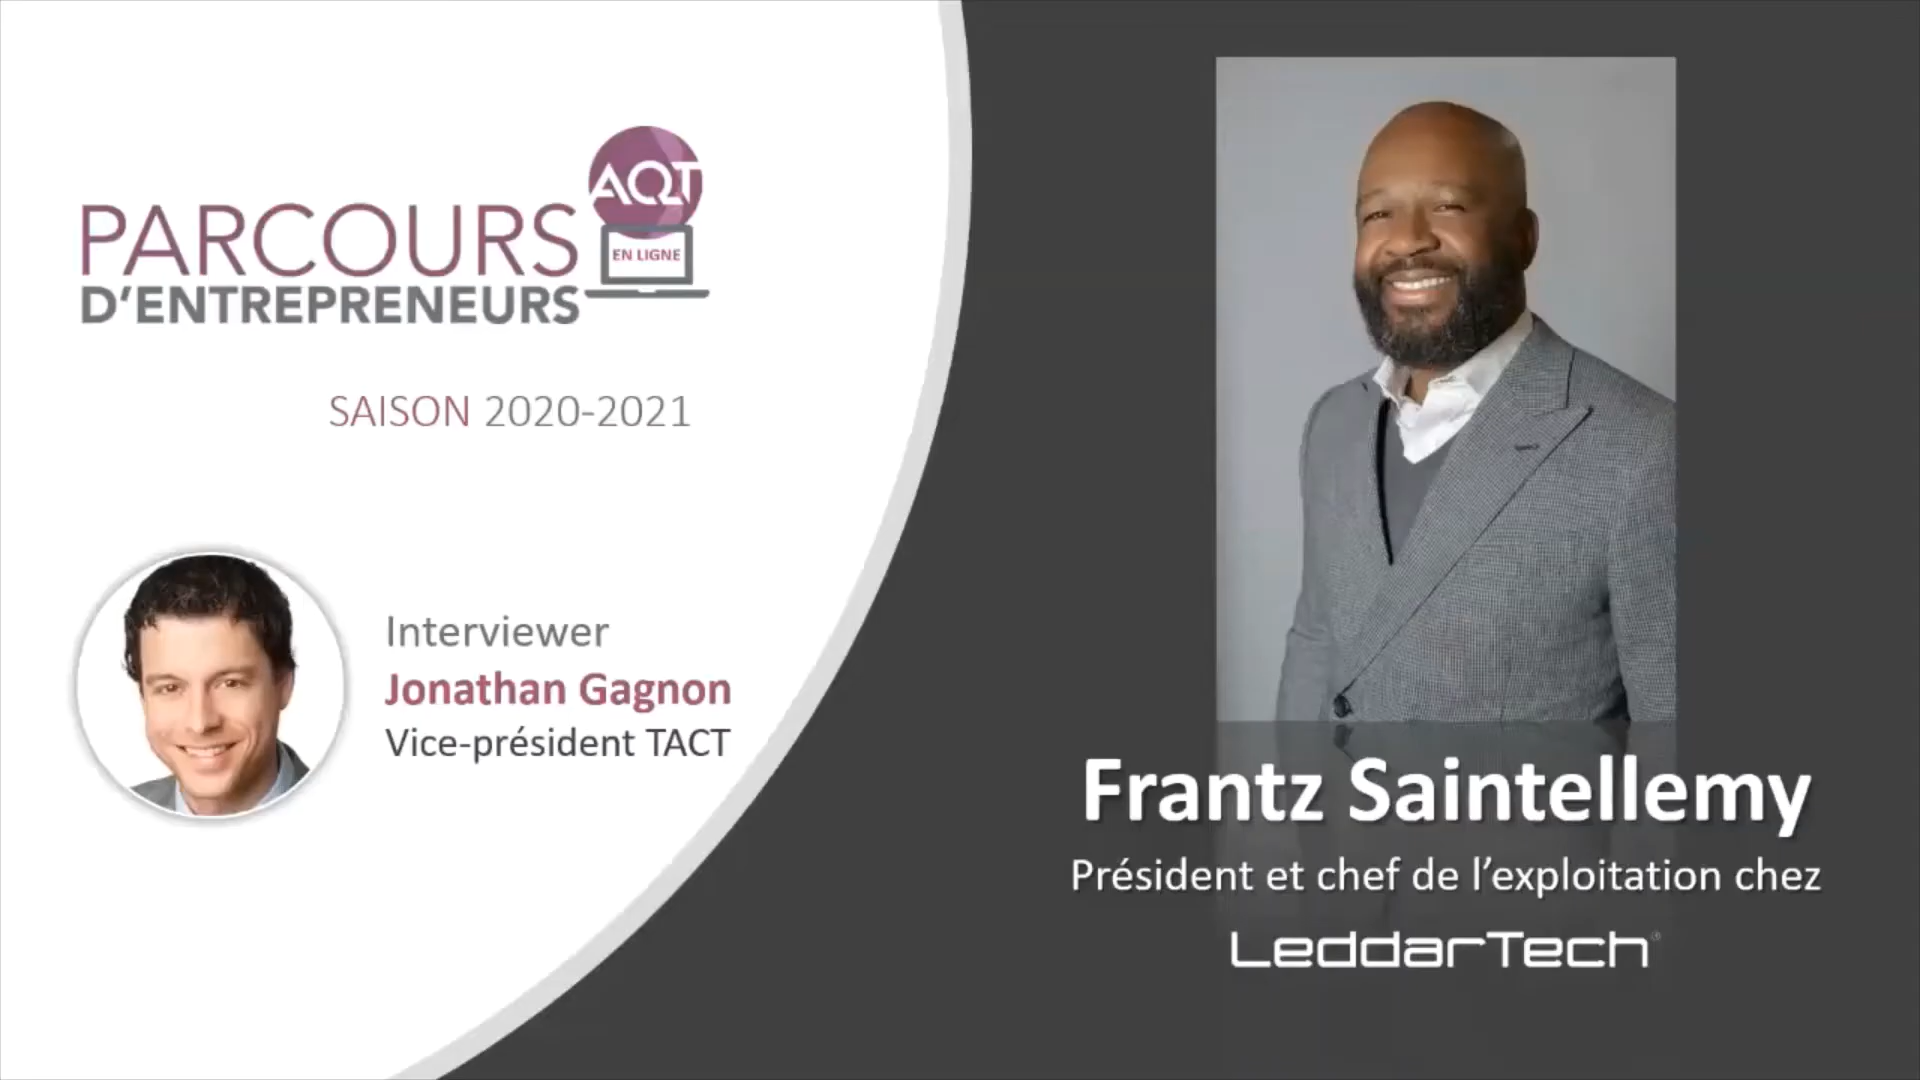 AQT
PARCOURS
EN LIGNE
D'ENTREPRENEURS
SAISON 2020-2021
Interviewer
Jonathan Gagnon
Vice-président TACT
Frantz Saintellemy
Président et chef de l'exploitation chez
LeddarTech®